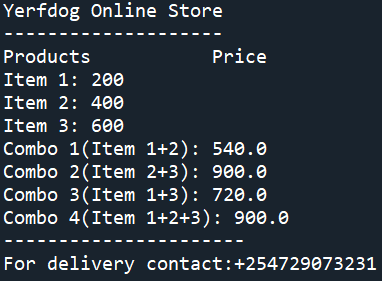 Yerfdog Online Store
--------------------
Products           Price
Item 1: 200
Item 2: 400
Item 3: 600
Combo 1(Item 1+2): 540.0
Combo 2(Item 2+3): 900.0
Combo 3(Item 1+3): 720.0
Combo 4(Item 1+2+3): 900.0
----------------------
For delivery contact:+254729073231